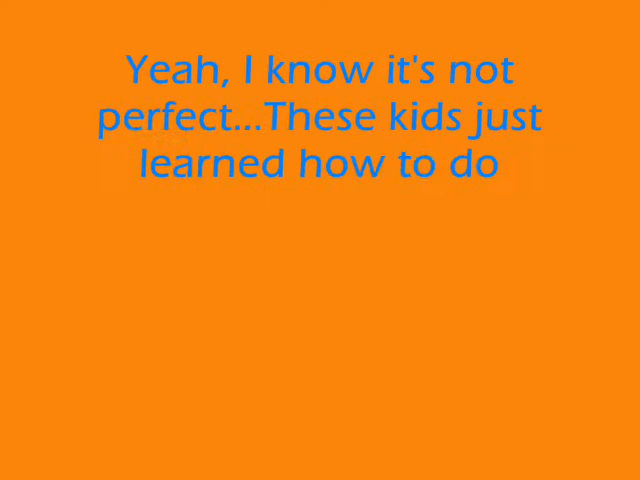 Yeah, I know it's not
perfect...These kids just
learned how to do